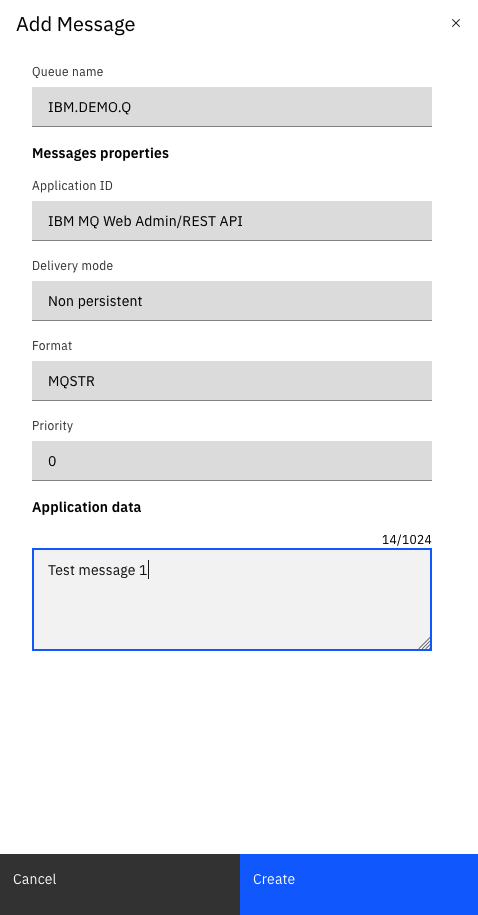 Add Message
Queue name
IBM.DEMO.Q
Messages properties
Application ID
IBM MQ Web Admin/REST API
Delivery mode
Non persistent
Format
MQSTR
Priority
0
Application data
14/1024
Test message 1
Cancel
Create